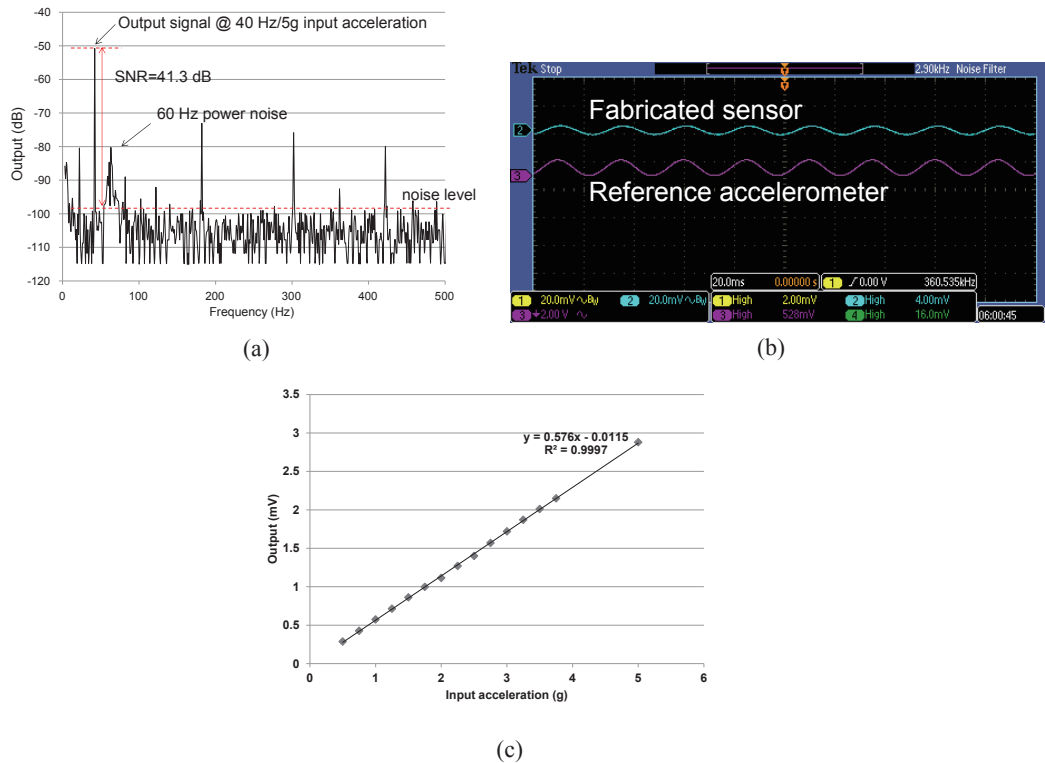 -40
-50
-60
-70
-80
-90
-100
-110
-120
Output (dB)
Output signal @ 40 Hz/5g input acceleration
SNR=41.3 dB
60 Hz power noise
noise level
0 100 200 300 400 500
Frequency (Hz)
(a)
Tek Stop 2.90kHz Noise Filter
Fabricated sensor
2
3
Reference accelerometer
20.0ms 0.00000 s 1 0.00 V 360.535kHz
1 20.0mV 2 20.0mV 1 High 2.00mV 2 High 4.00mV
3 2.00 V 3 High 528mV 4 High 16.0mV 06:00:45
(b)
3.5
3
2.5
2
1.5
1
0.5
0
Output (mV)
y = 0.576x - 0.0115
R² = 0.9997
0 1 2 3 4 5 6
Input acceleration (g)
(c)